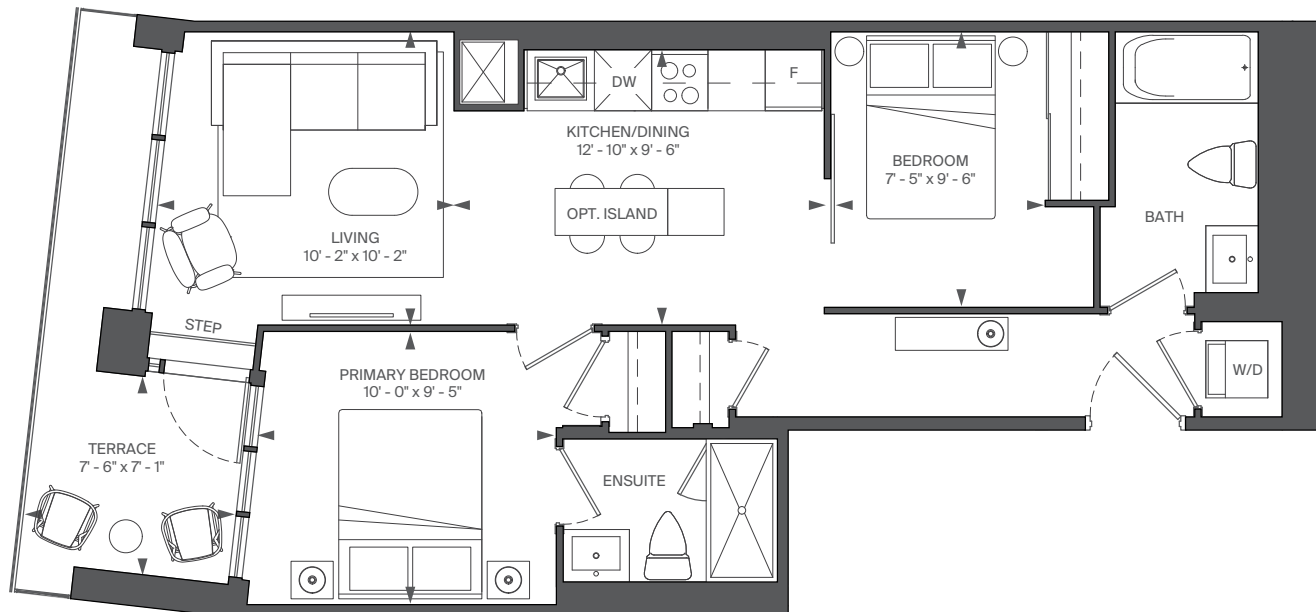 DW
F
KITCHEN/DINING
12' - 10" x 9' - 6"
BEDROOM
7' - 5" x 9' - 6"
OPT. ISLAND
BATH
LIVING
10' - 2" x 10' - 2"
STEP
PRIMARY BEDROOM
10' - 0" x 9' - 5"
W/D
TERRACE
7' - 6" x 7' - 1"
ENSUITE